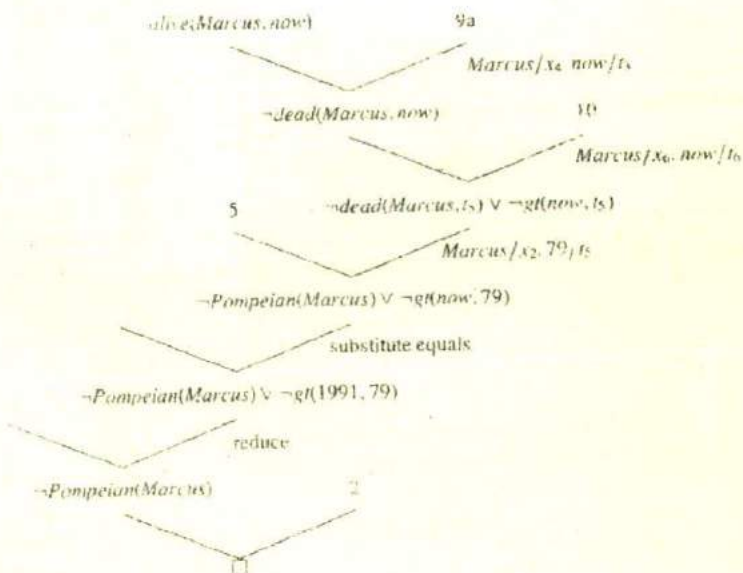 alive(Marcus, now) 9a
Marcus/x₄, now/t₃
¬dead(Marcus, now) 10
Marcus/x₆, now/t₆
5 ¬dead(Marcus, t₅) ∨ ¬gt(now, t₅)
Marcus/x₂, 79/t₅
¬Pompeian(Marcus) ∨ ¬gt(now, 79)
substitute equals
¬Pompeian(Marcus) ∨ ¬gt(1991, 79)
reduce
¬Pompeian(Marcus) 2